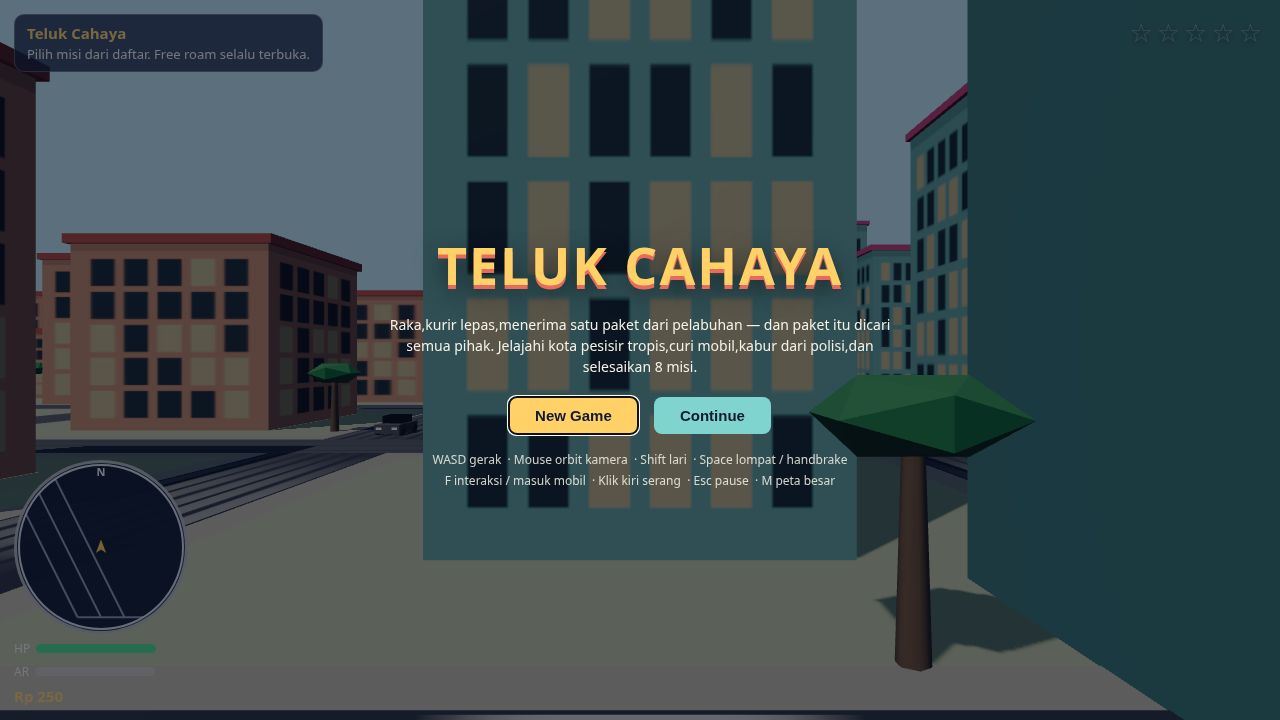 Teluk Cahaya
Pilih misi dari daftar. Free roam selalu terbuka.
☆☆☆☆☆
TELUK CAHAYA
Raka,kurir lepas,menerima satu paket dari pelabuhan — dan paket itu dicari
semua pihak. Jelajahi kota pesisir tropis,curi mobil,kabur dari polisi,dan
selesaikan 8 misi.
New Game
Continue
WASD gerak · Mouse orbit kamera · Shift lari · Space lompat / handbrake
F interaksi / masuk mobil · Klik kiri serang · Esc pause · M peta besar
N
HP
AR
Rp 250